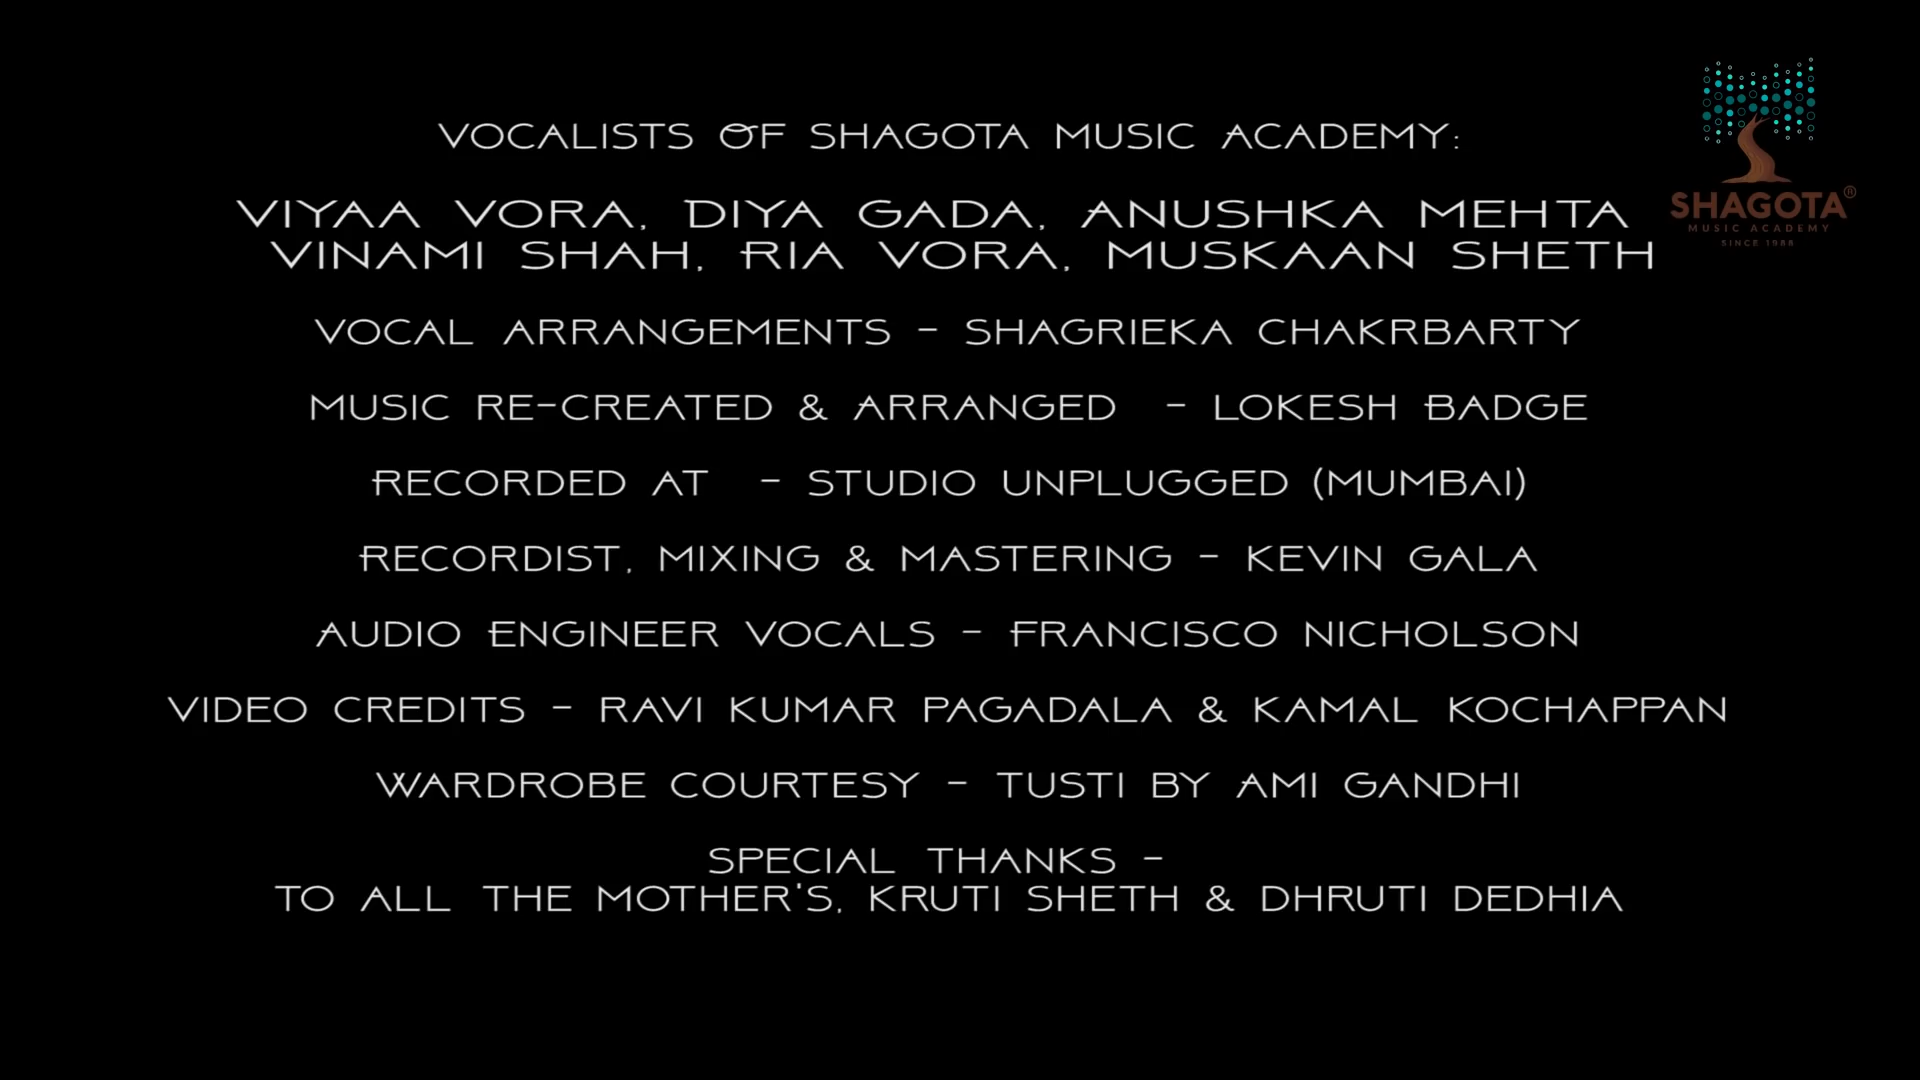 VOCALISTS OF SHAGOTA MUSIC ACADEMY:
VIYAA VORA, DIYA GADA, ANUSHKA MEHTA
VINAMI SHAH, RIA VORA, MUSKAAN SHETH
VOCAL ARRANGEMENTS - SHAGRIEKA CHAKRBARTY
MUSIC RE-CREATED & ARRANGED - LOKESH BADGE
RECORDED AT - STUDIO UNPLUGGED (MUMBAI)
RECORDIST, MIXING & MASTERING - KEVIN GALA
AUDIO ENGINEER VOCALS - FRANCISCO NICHOLSON
VIDEO CREDITS - RAVI KUMAR PAGADALA & KAMAL KOCHAPPAN
WARDROBE COURTESY - TUSTI BY AMI GANDHI
SPECIAL THANKS -
TO ALL THE MOTHER'S, KRUTI SHETH & DHRUTI DEDHIA
SHAGOTA®
MUSIC ACADEMY
SINCE 1988